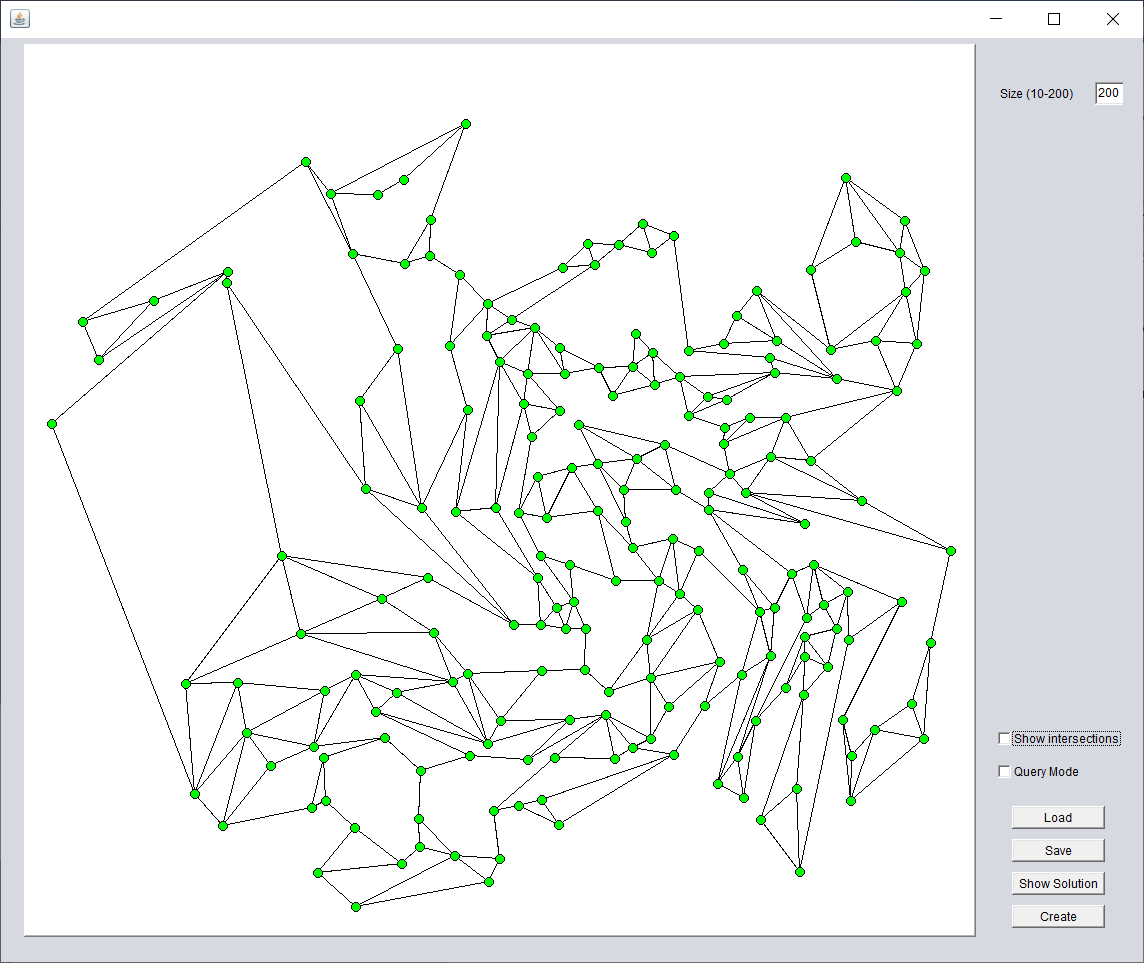 Size (10-200) 200
Show intersections
Query Mode
Load
Save
Show Solution
Create